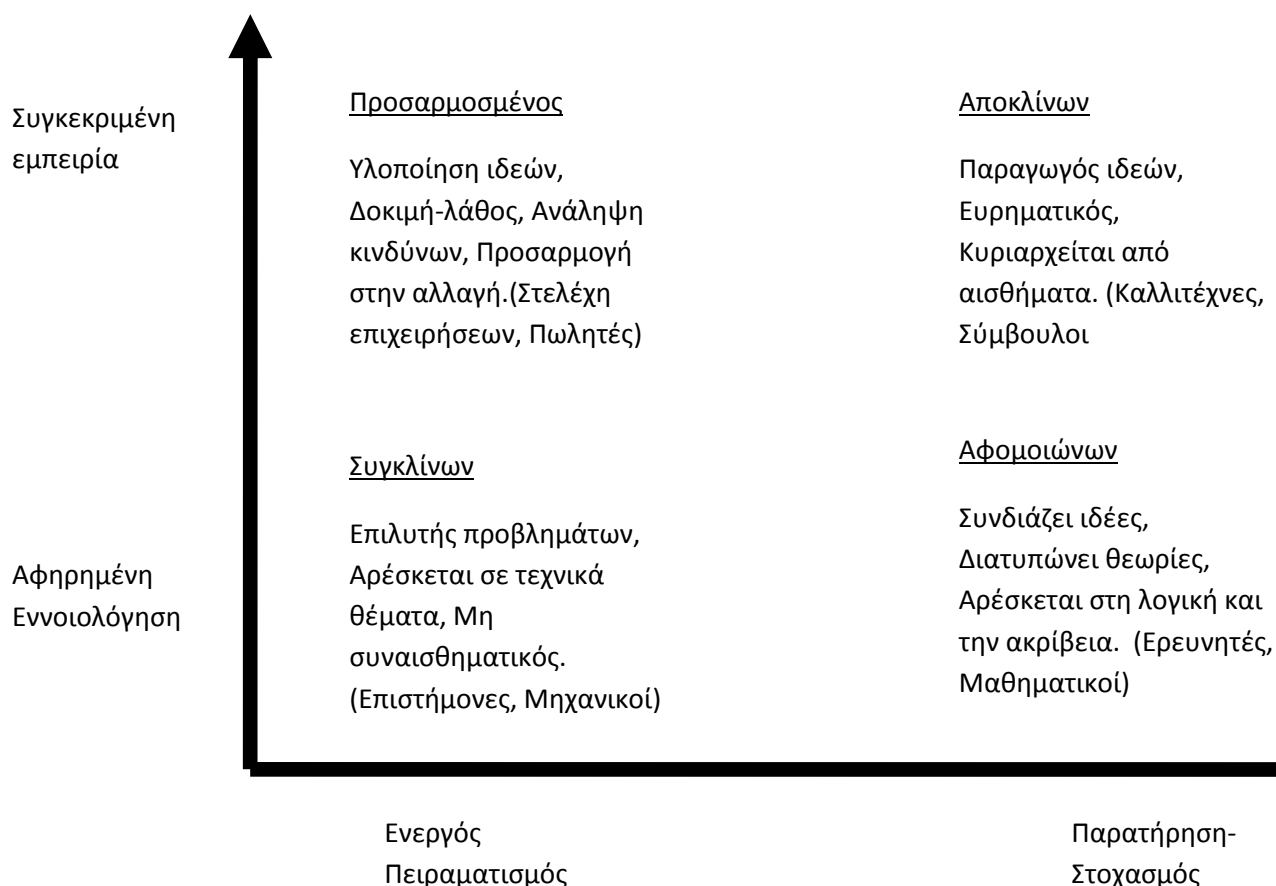 Συγκεκριμένη
εμπειρία
Προσαρμοσμένος
Υλοποίηση ιδεών,
Δοκιμή-λάθος, Ανάληψη
κινδύνων, Προσαρμογή
στην αλλαγή.(Στελέχη
επιχειρήσεων, Πωλητές)
Αποκλίνων
Παραγωγός ιδεών,
Ευρηματικός,
Κυριαρχείται από
αισθήματα. (Καλλιτέχνες,
Σύμβουλοι
Αφηρημένη
Εννοιολόγηση
Συγκλίνων
Επιλυτής προβλημάτων,
Αρέσκεται σε τεχνικά
θέματα, Μη
συναισθηματικός.
(Επιστήμονες, Μηχανικοί)
Αφομοιώνων
Συνδιάζει ιδέες,
Διατυπώνει θεωρίες,
Αρέσκεται στη λογική και
την ακρίβεια. (Ερευνητές,
Μαθηματικοί)
Ενεργός
Πειραματισμός
Παρατήρηση-
Στοχασμός